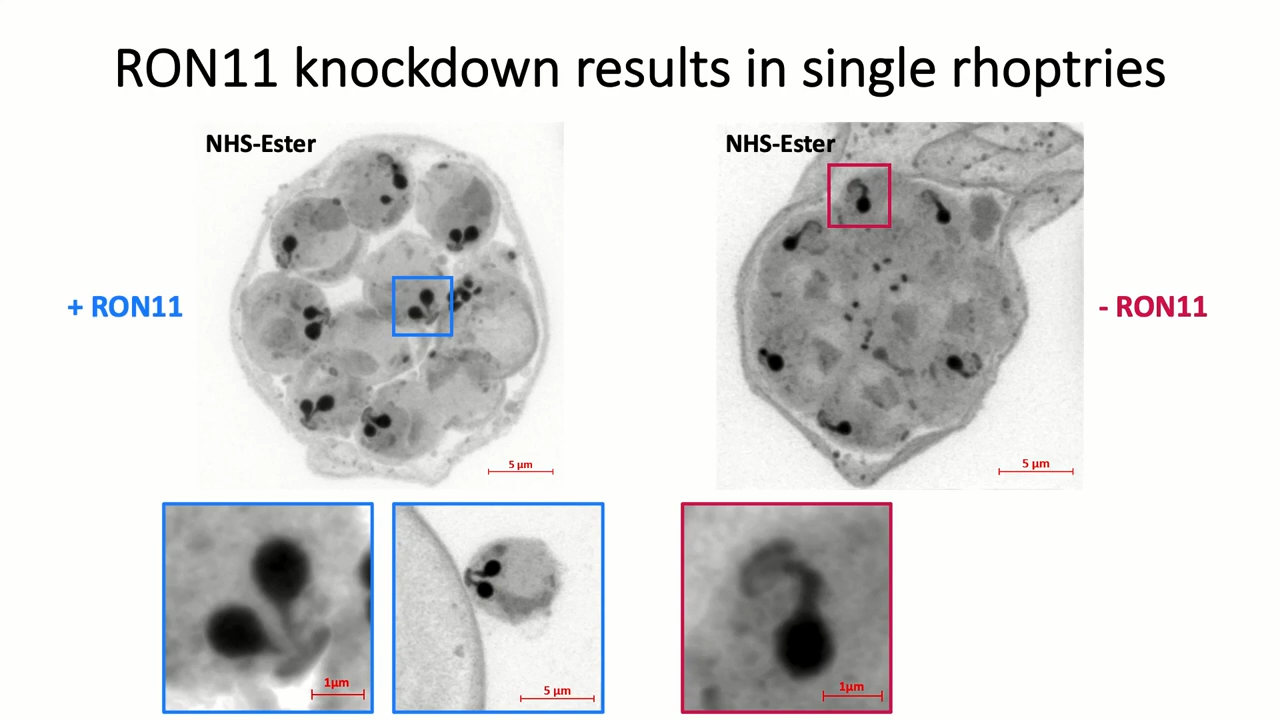 RON11 knockdown results in single rhoptries
NHS-Ester
NHS-Ester
+ RON11
- RON11
5 μm
5 μm
1μm
5 μm
1μm